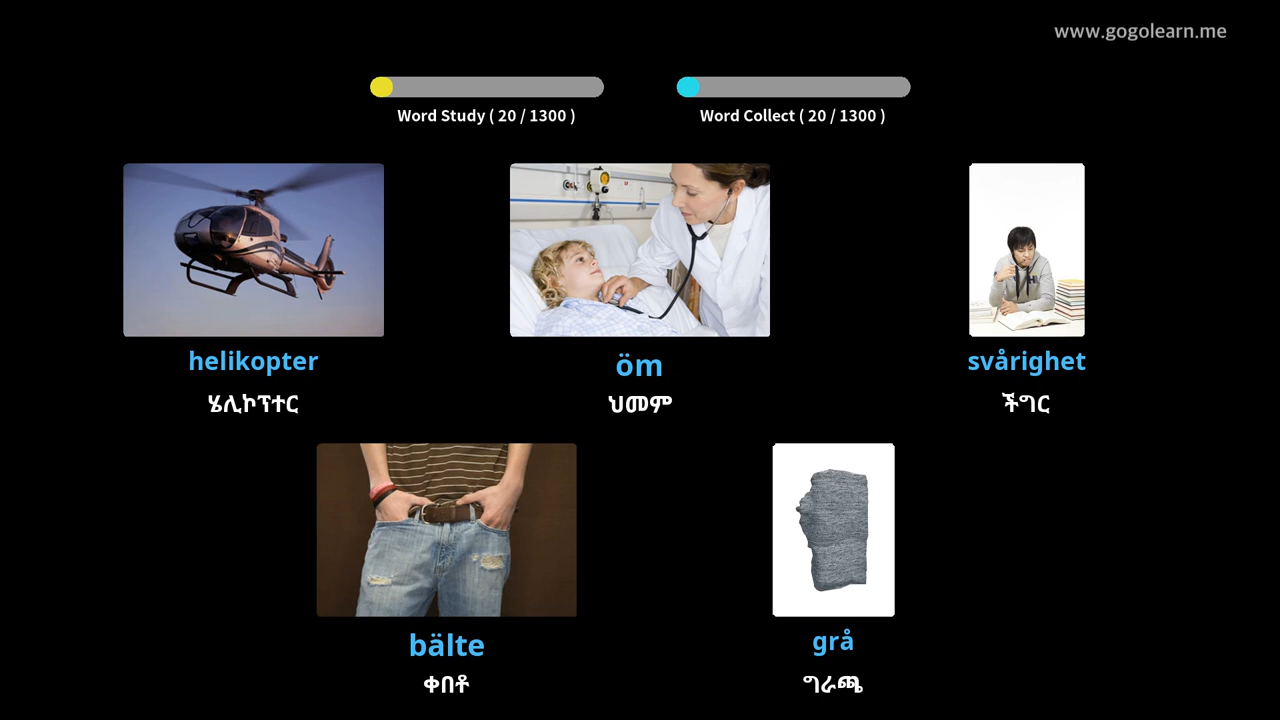 www.gogolearn.me
Word Study ( 20 / 1300 )
Word Collect ( 20 / 1300 )
helikopter
öm
svårighet
ሄሊኮፕተር
ህመም
ችግር
bälte
grå
ቀበቶ
ግራጫ